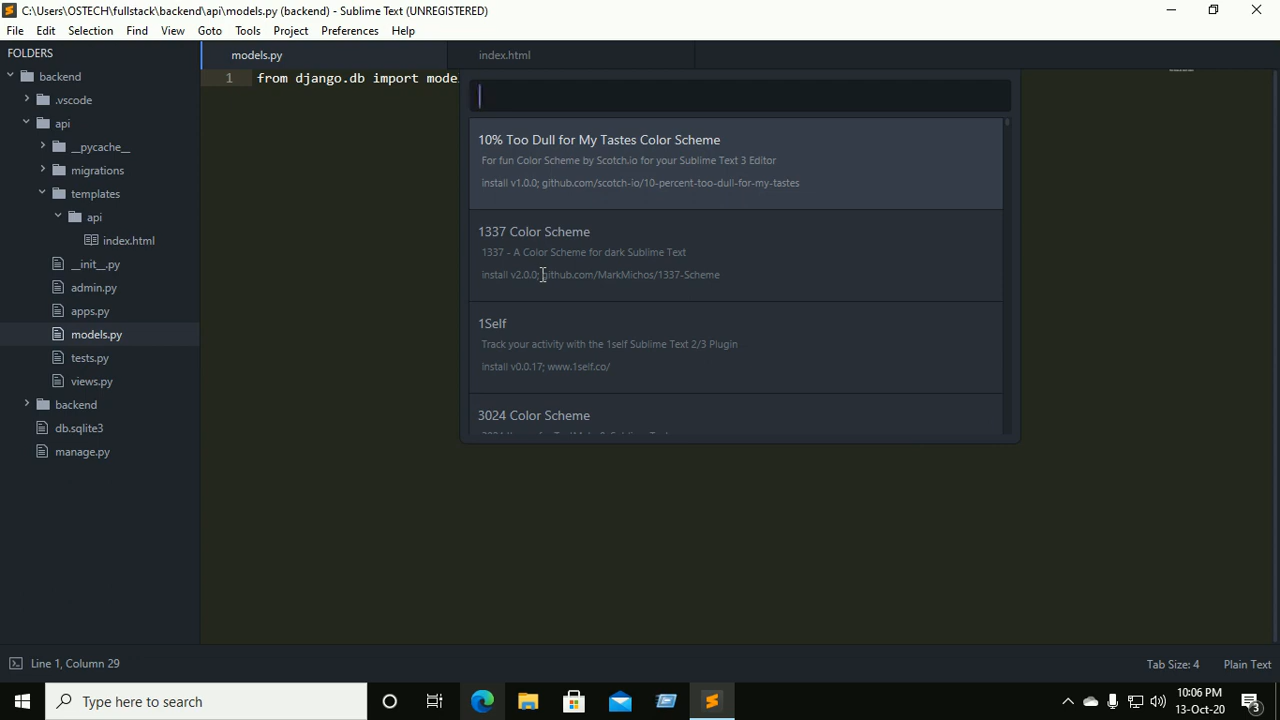 C:\Users\OSTECH\fullstack\backend\api\models.py (backend) - Sublime Text (UNREGISTERED)
File Edit Selection Find View Goto Tools Project Preferences Help
FOLDERS
backend
.vscode
api
__pycache__
migrations
templates
api
index.html
__init__.py
admin.py
apps.py
models.py
tests.py
views.py
backend
db.sqlite3
manage.py
models.py
index.html
1 from django.db import mode
10% Too Dull for My Tastes Color Scheme
For fun Color Scheme by Scotch.io for your Sublime Text 3 Editor
install v1.0.0; github.com/scotch-io/10-percent-too-dull-for-my-tastes
1337 Color Scheme
1337 - A Color Scheme for dark Sublime Text
install v2.0.0; github.com/MarkMichos/1337-Scheme
1Self
Track your activity with the 1self Sublime Text 2/3 Plugin
install v0.0.17; www.1self.co/
3024 Color Scheme
Line 1, Column 29
Tab Size: 4
Plain Text
Type here to search
10:06 PM
13-Oct-20
3